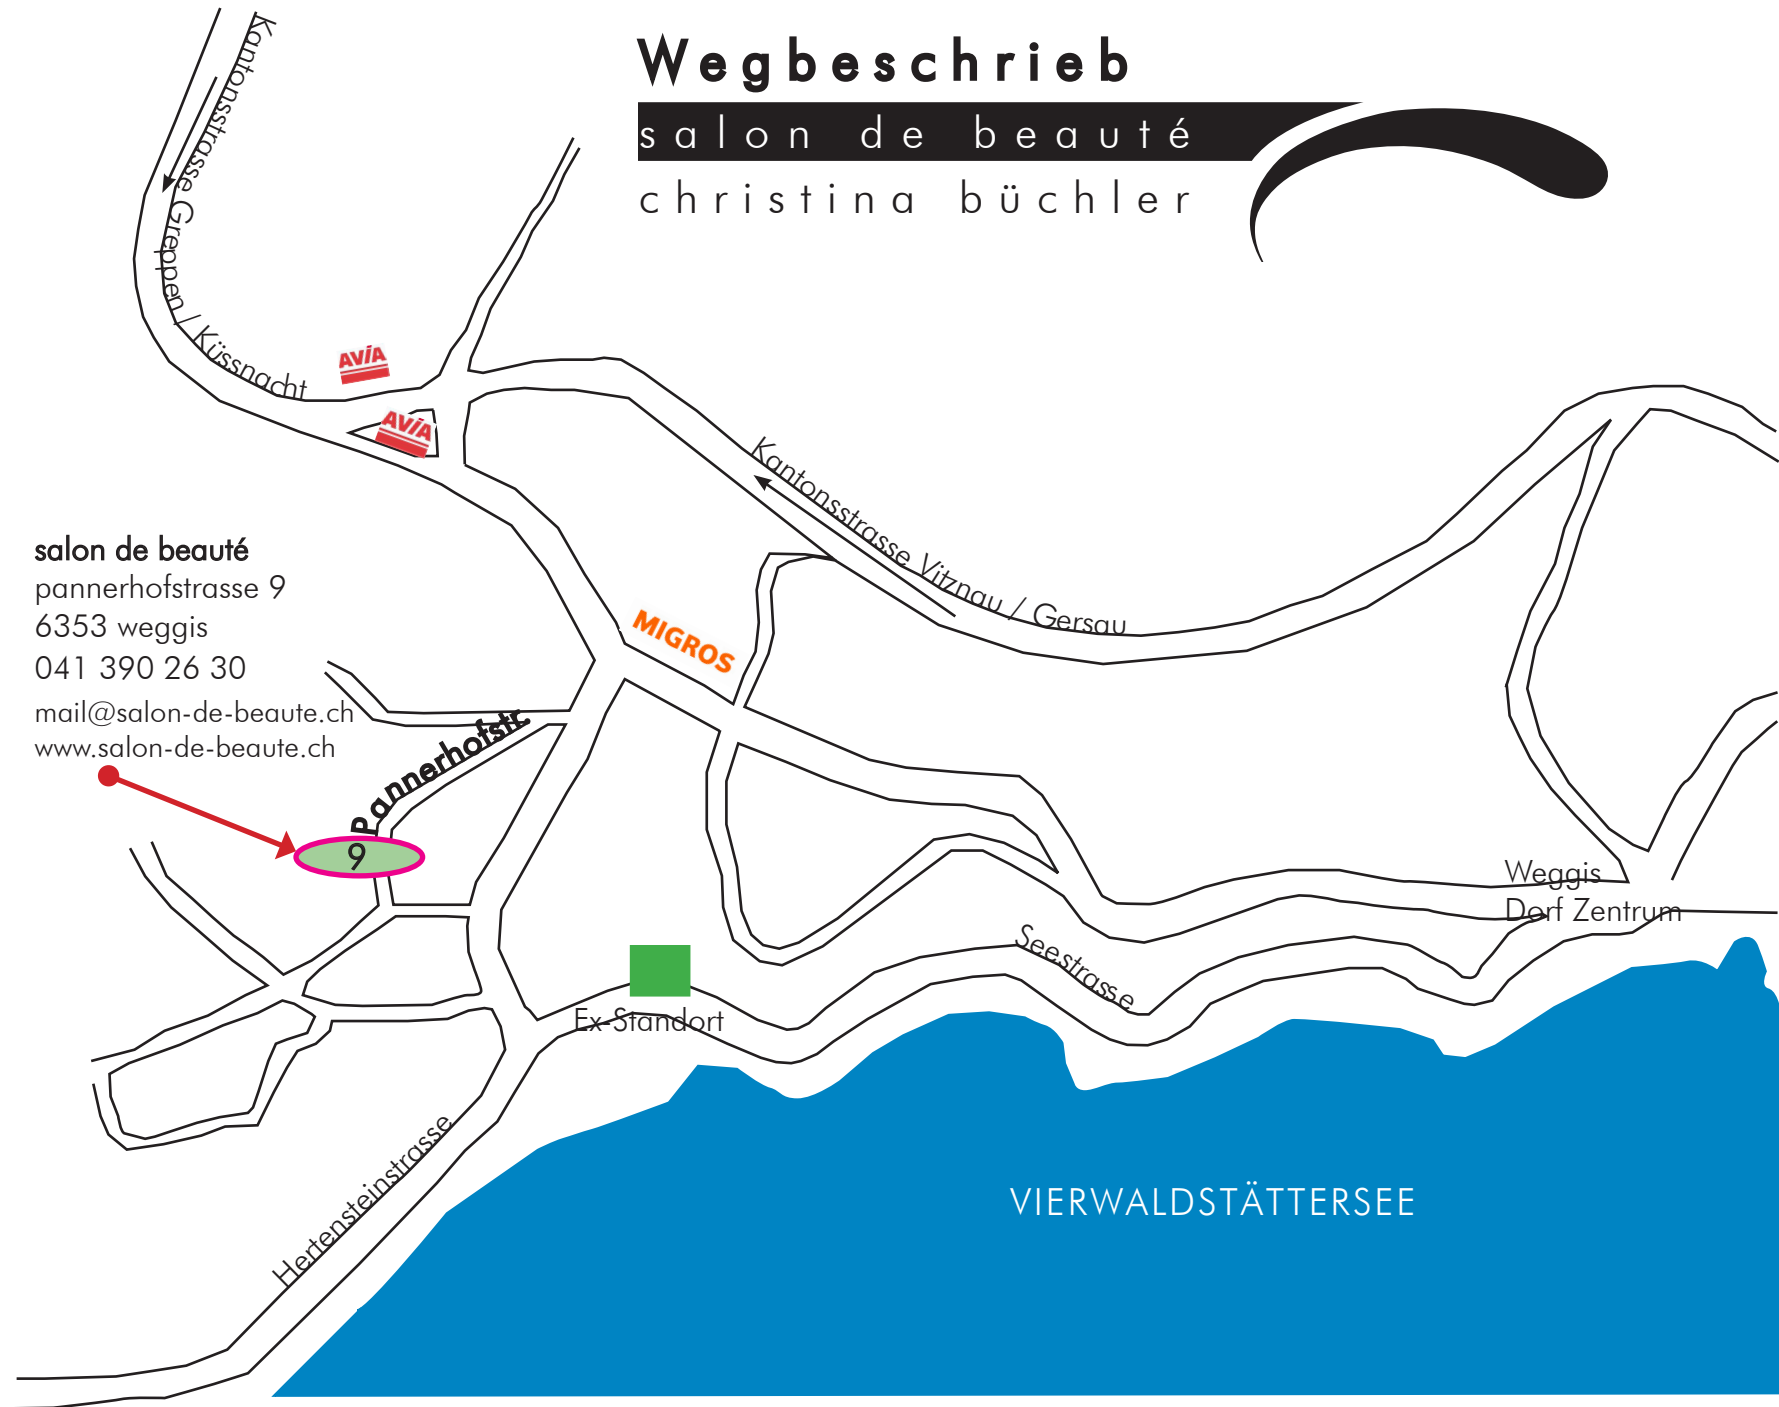 Wegbeschrieb
salon de beauté
christina büchler
Kantonsstrasse Greppen / Küssnacht
AVIA
AVIA
Kantonsstrasse Vitznau / Gersau
MIGROS
salon de beauté
pannerhofstrasse 9
6353 weggis
041 390 26 30
mail@salon-de-beaute.ch
www.salon-de-beaute.ch
Pannerhofstr.
9
Weggis
Dorf Zentrum
Seestrasse
Ex-Standort
Hertensteinstrasse
VIERWALDSTÄTTERSEE